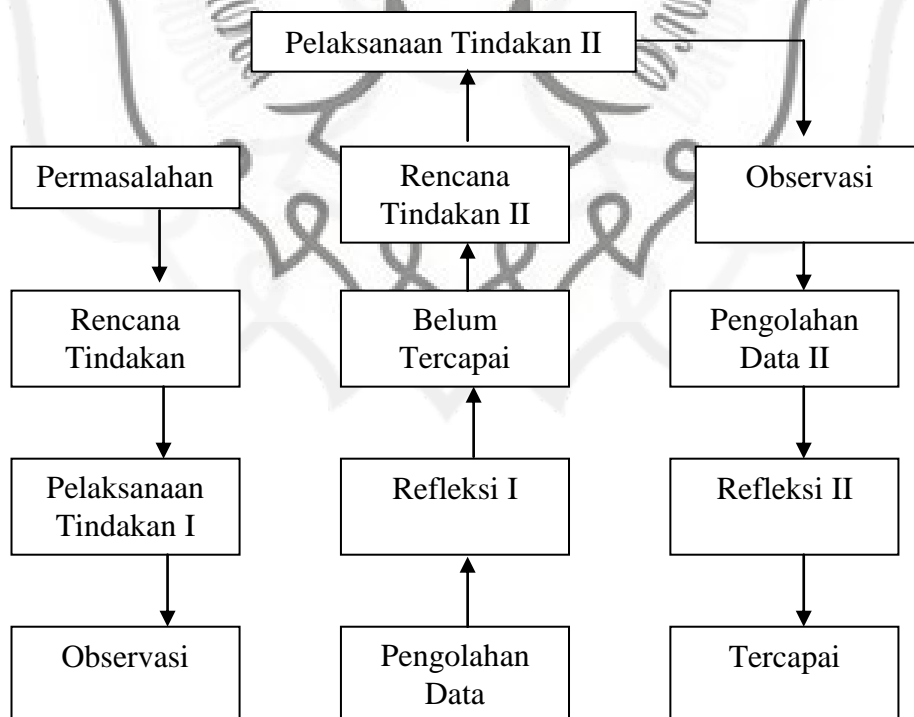 Pelaksanaan Tindakan II
Permasalahan
Rencana
Tindakan II
Observasi
Rencana
Tindakan
Belum
Tercapai
Pengolahan
Data II
Pelaksanaan
Tindakan I
Refleksi I
Refleksi II
Observasi
Pengolahan
Data
Tercapai